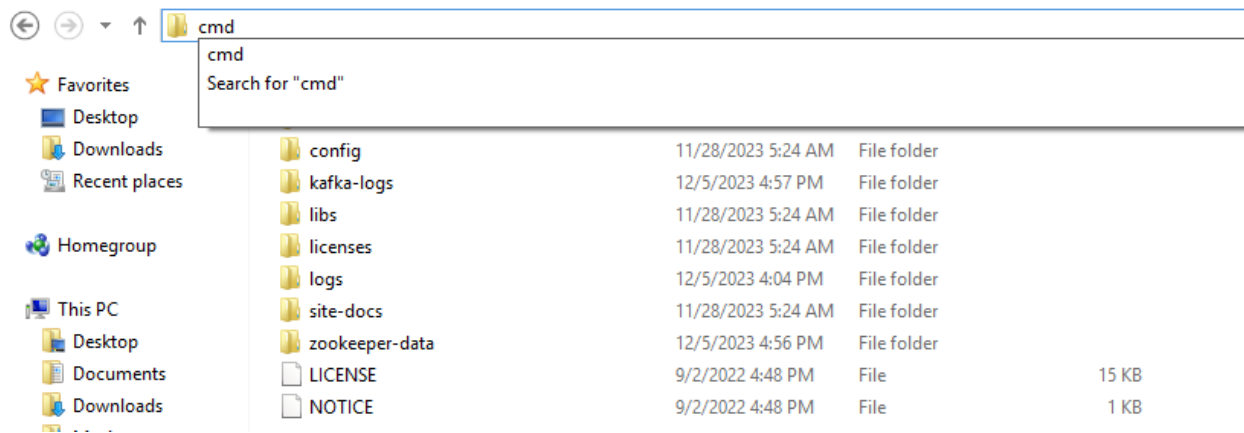 cmd
cmd
Search for "cmd"
Favorites
Desktop
Downloads
Recent places
Homegroup
This PC
Desktop
Documents
Downloads
config 11/28/2023 5:24 AM File folder
kafka-logs 12/5/2023 4:57 PM File folder
libs 11/28/2023 5:24 AM File folder
licenses 11/28/2023 5:24 AM File folder
logs 12/5/2023 4:04 PM File folder
site-docs 11/28/2023 5:24 AM File folder
zookeeper-data 12/5/2023 4:56 PM File folder
LICENSE 9/2/2022 4:48 PM File 15 KB
NOTICE 9/2/2022 4:48 PM File 1 KB